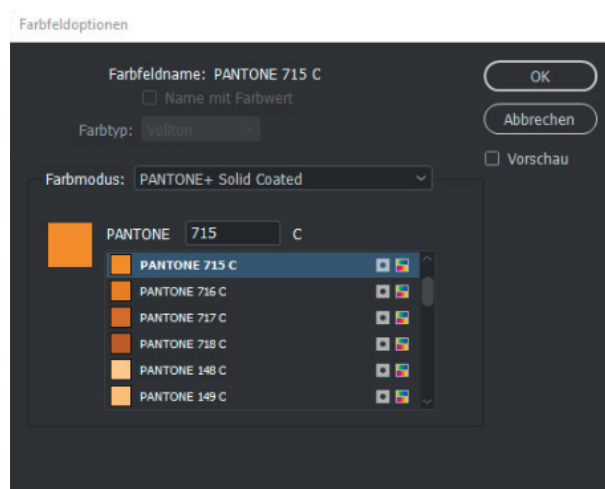 Farbfeldoptionen
Farbfeldname: PANTONE 715 C
Name mit Farbwert
Farbtyp: Vollton
Farbmodus: PANTONE+ Solid Coated
PANTONE 715 C
PANTONE 715 C
PANTONE 716 C
PANTONE 717 C
PANTONE 718 C
PANTONE 148 C
PANTONE 149 C
OK
Abbrechen
Vorschau